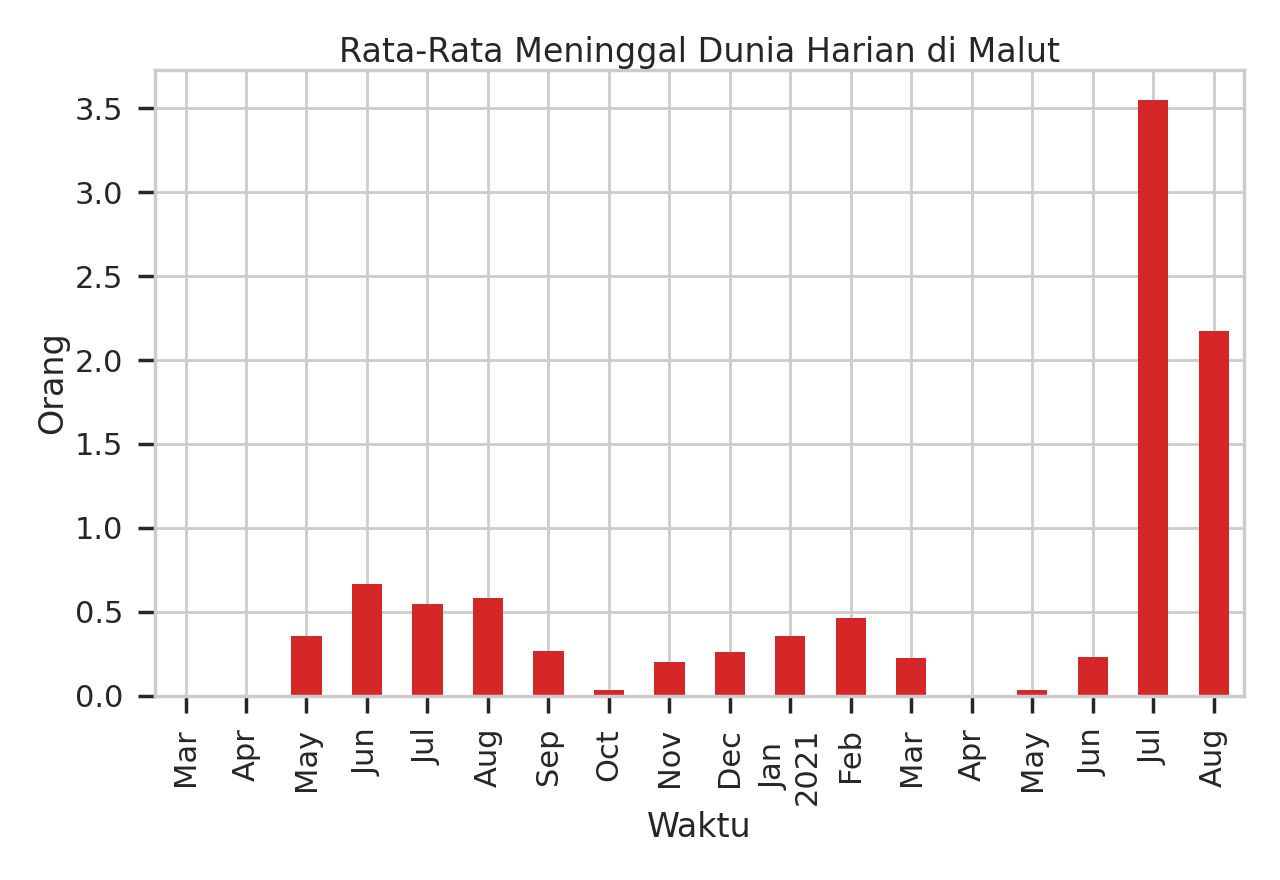 Rata-Rata Meninggal Dunia Harian di Malut
3.5
3.0
2.5
2.0
1.5
1.0
0.5
0.0
Orang
Mar
Apr
May
Jun
Jul
Aug
Sep
Oct
Nov
Dec
Jan
2021
Feb
Mar
Apr
May
Jun
Jul
Aug
Waktu